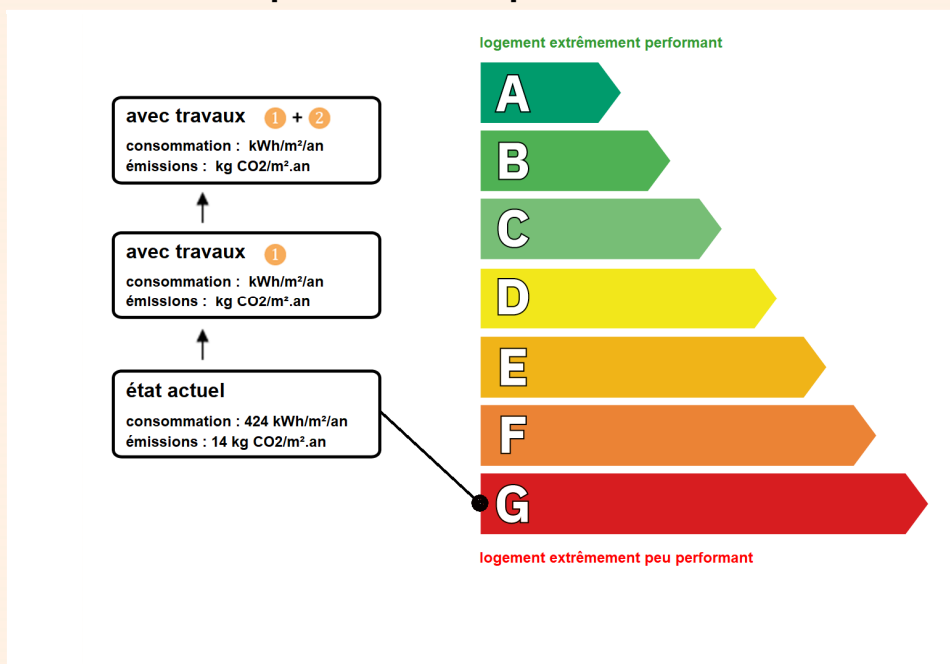 logement extrêmement performant
avec travaux 1 + 2
consommation : kWh/m²/an
émissions : kg CO2/m².an
avec travaux 1
consommation : kWh/m²/an
émissions : kg CO2/m².an
état actuel
consommation : 424 kWh/m²/an
émissions : 14 kg CO2/m².an
A
B
C
D
E
F
G
logement extrêmement peu performant